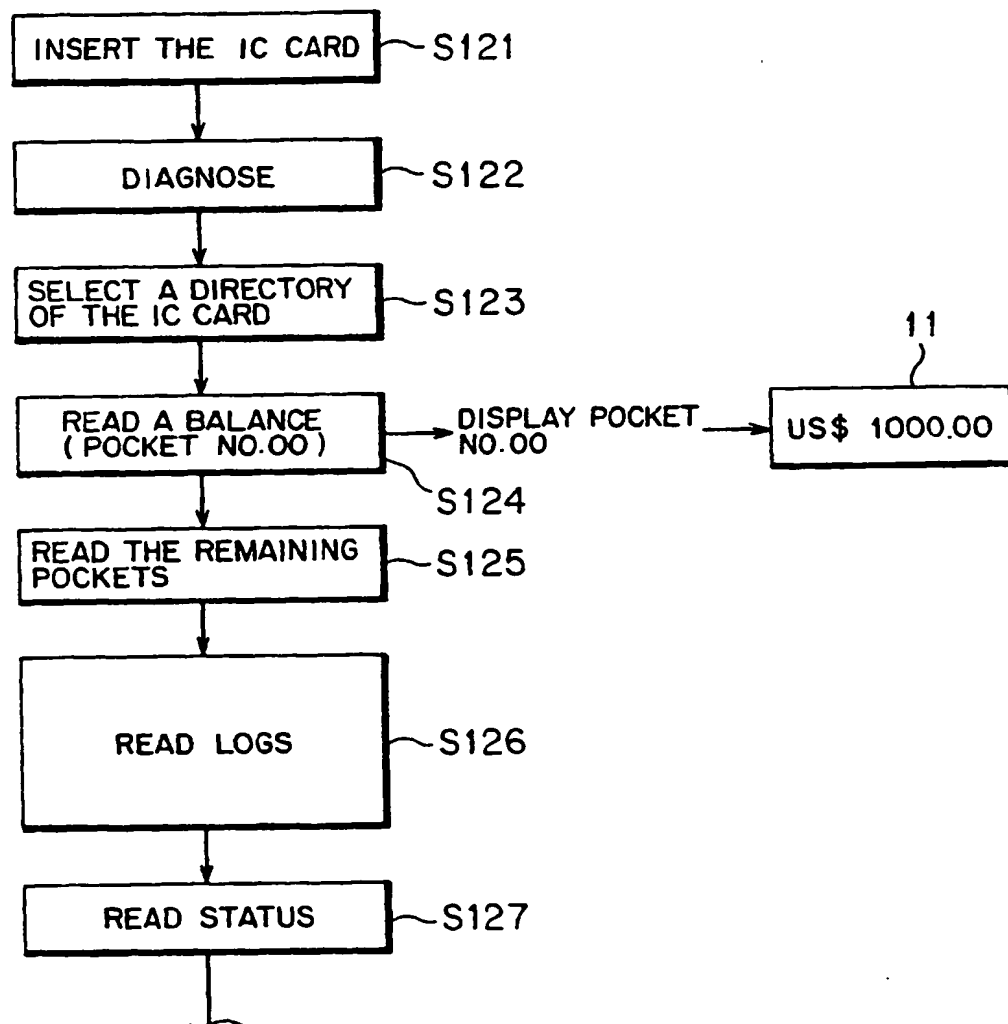 INSERT THE IC CARD
S121
DIAGNOSE
S122
SELECT A DIRECTORY
OF THE IC CARD
S123
11
READ A BALANCE
(POCKET NO.00)
DISPLAY POCKET
NO.00
US$ 1000.00
S124
READ THE REMAINING
POCKETS
S125
READ LOGS
S126
READ STATUS
S127